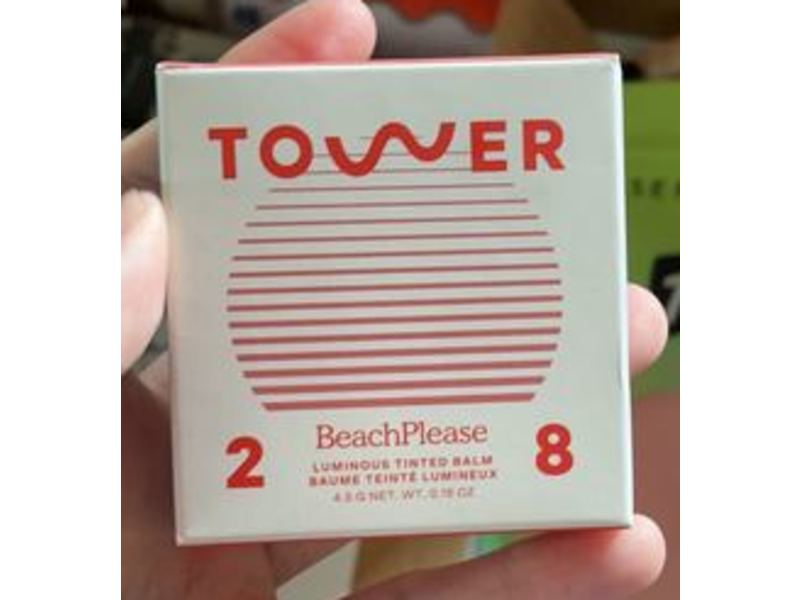 TOWER
2
8
BeachPlease
LUMINOUS TINTED BALM
BAUME TEINTÉ LUMINEUX
4.5 G NET. WT. 0.16 OZ